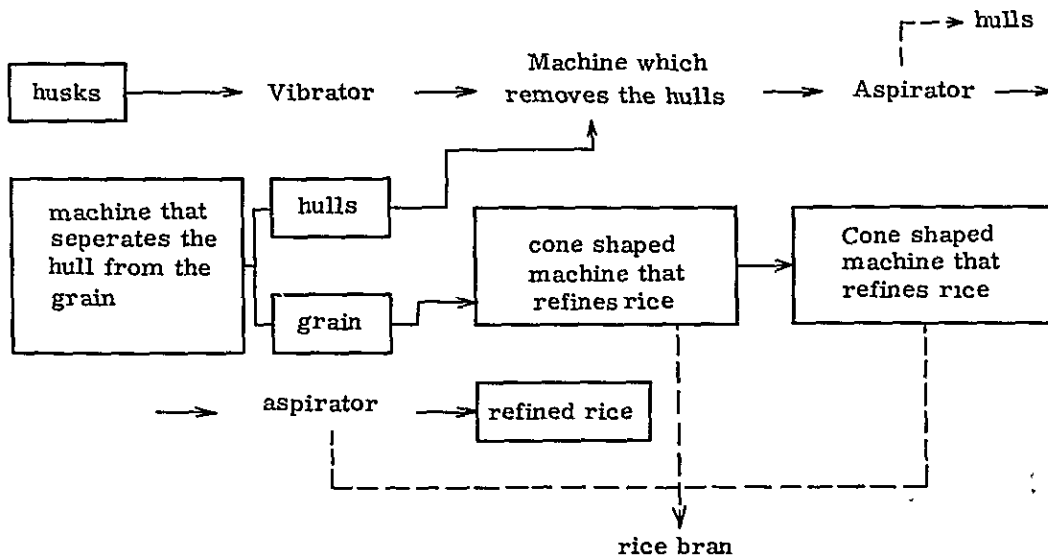 hulls
husks
Vibrator
Machine which
removes the hulls
Aspirator
machine that
seperates the
hull from the
grain
hulls
grain
cone shaped
machine that
refines rice
Cone shaped
machine that
refines rice
aspirator
refined rice
rice bran